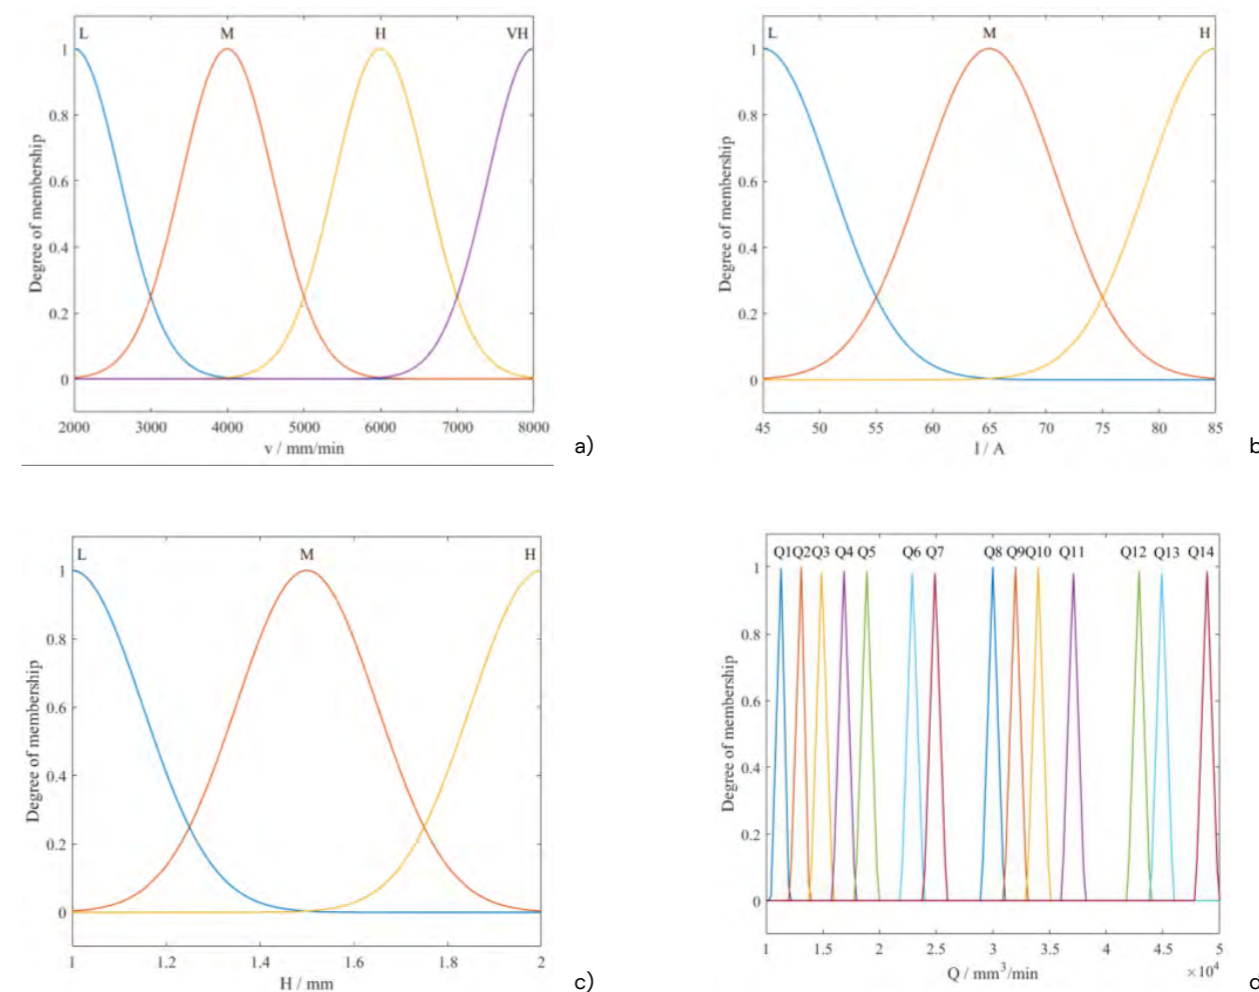 L M H VH
1
0.8
0.6
0.4
0.2
0
Degree of membership
2000 3000 4000 5000 6000 7000 8000
v / mm/min
a)
L M H
1
0.8
0.6
0.4
0.2
0
Degree of membership
45 50 55 60 65 70 75 80 85
I / A
b
L M H
1
0.8
0.6
0.4
0.2
0
Degree of membership
1 1.2 1.4 1.6 1.8 2
H / mm
c)
Q1 Q2 Q3 Q4 Q5 Q6 Q7 Q8 Q9 Q10 Q11 Q12 Q13 Q14
1
0.8
0.6
0.4
0.2
0
Degree of membership
1 1.5 2 2.5 3 3.5 4 4.5 5
Q / mm³/min
×10⁴
d